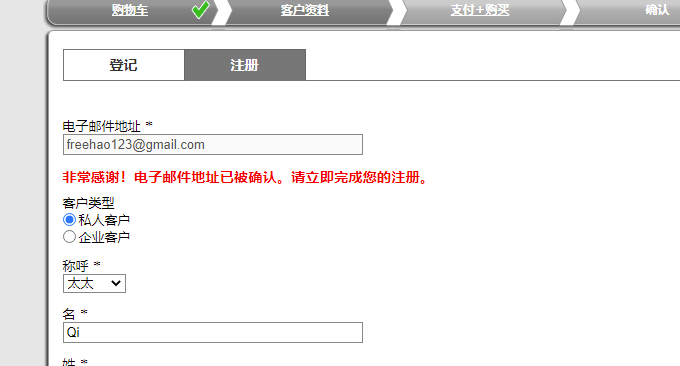 购物车 客户资料 支付+购买 确认
登记 注册
电子邮件地址 *
freehao123@gmail.com
非常感谢！电子邮件地址已被确认。请立即完成您的注册。
客户类型
私人客户
企业客户
称呼 *
太太
名 *
Qi
姓 *